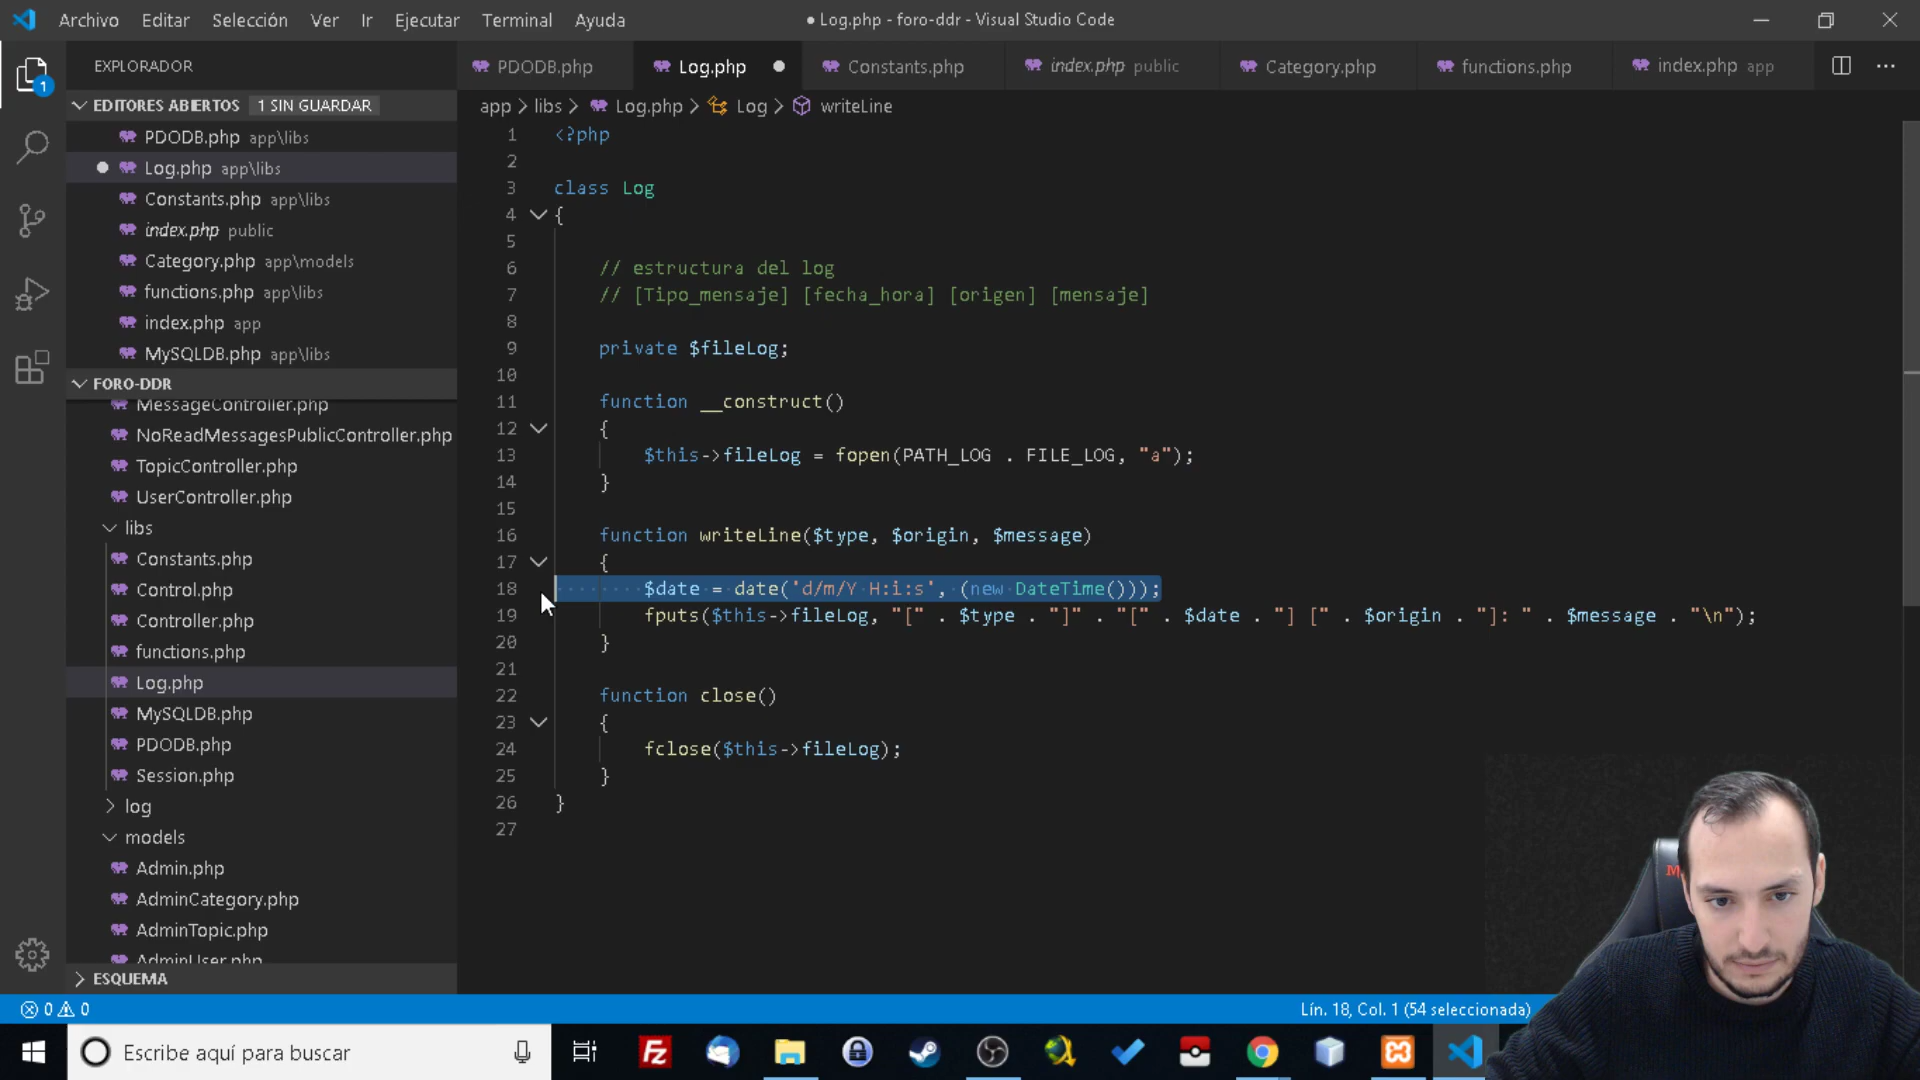 Archivo Editar Selección Ver Ir Ejecutar Terminal Ayuda
● Log.php - foro-ddr - Visual Studio Code
EXPLORADOR
EDITORES ABIERTOS 1 SIN GUARDAR
PDODB.php app\libs
Log.php app\libs
Constants.php app\libs
index.php public
Category.php app\models
functions.php app\libs
index.php app
MySQLDB.php app\libs
FORO-DDR
MessageController.php
NoReadMessagesPublicController.php
TopicController.php
UserController.php
libs
Constants.php
Control.php
Controller.php
functions.php
Log.php
MySQLDB.php
PDODB.php
Session.php
log
models
Admin.php
AdminCategory.php
AdminTopic.php
AdminUser.php
ESQUEMA
PDODB.php Log.php Constants.php index.php public Category.php functions.php index.php app
app > libs > Log.php > Log > writeLine
1 <?php
2
3 class Log
4 {
5
6 // estructura del log
7 // [Tipo_mensaje] [fecha_hora] [origen] [mensaje]
8
9 private $fileLog;
10
11 function __construct()
12 {
13 $this->fileLog = fopen(PATH_LOG . FILE_LOG, "a");
14 }
15
16 function writeLine($type, $origin, $message)
17 {
18 $date = date('d/m/Y H:i:s', (new DateTime()));
19 fputs($this->fileLog, "[" . $type . "]" . "[" . $date . "] [" . $origin . "]: " . $message . "\n");
20 }
21
22 function close()
23 {
24 fclose($this->fileLog);
25 }
26 }
27
0 0
Lín. 18, Col. 1 (54 seleccionada)
Escribe aquí para buscar